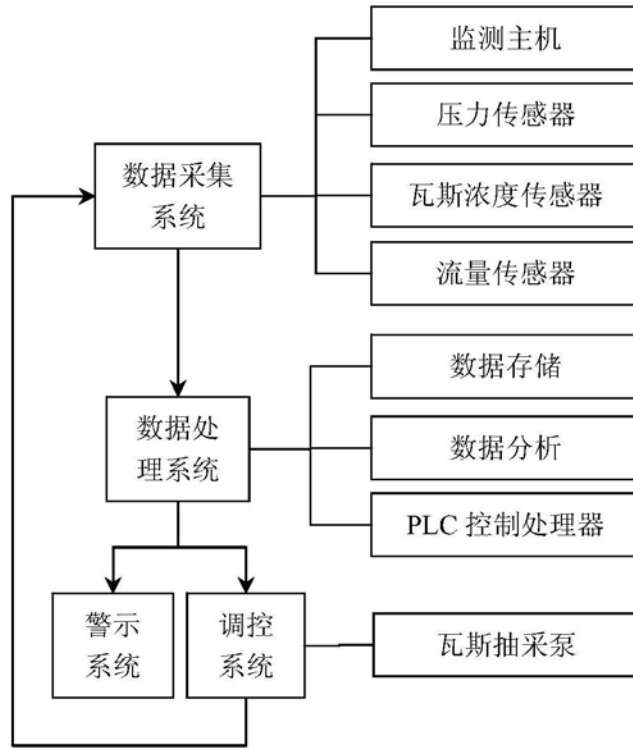 监测主机
压力传感器
数据采集
系统
瓦斯浓度传感器
流量传感器
数据存储
数据处
理系统
数据分析
PLC 控制处理器
警示
系统
调控
系统
瓦斯抽采泵